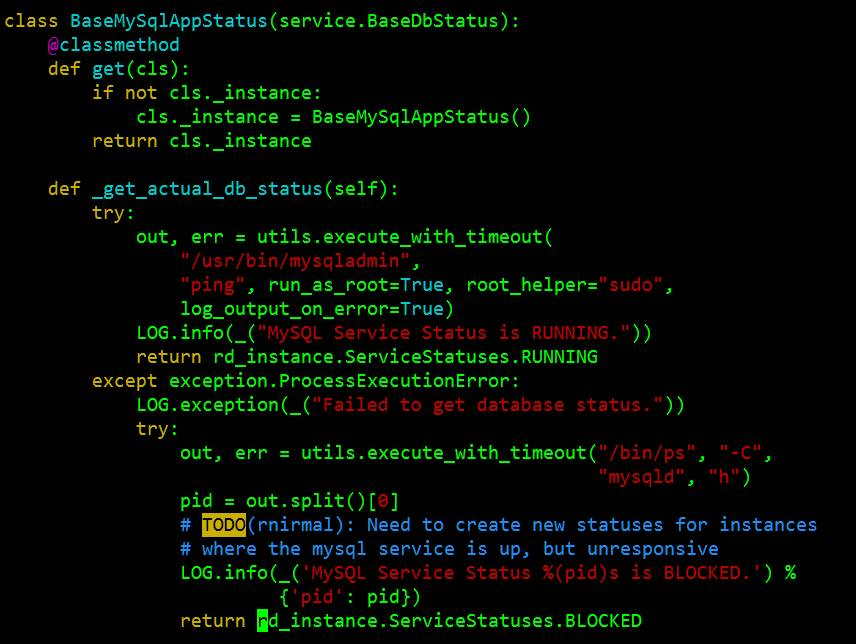 class BaseMySqlAppStatus(service.BaseDbStatus):
    @classmethod
    def get(cls):
        if not cls._instance:
            cls._instance = BaseMySqlAppStatus()
        return cls._instance

    def _get_actual_db_status(self):
        try:
            out, err = utils.execute_with_timeout(
                "/usr/bin/mysqladmin",
                "ping", run_as_root=True, root_helper="sudo",
                log_output_on_error=True)
            LOG.info(_("MySQL Service Status is RUNNING."))
            return rd_instance.ServiceStatuses.RUNNING
        except exception.ProcessExecutionError:
            LOG.exception(_("Failed to get database status."))
            try:
                out, err = utils.execute_with_timeout("/bin/ps", "-C",
                                                      "mysqld", "h")
                pid = out.split()[0]
                # TODO(rnirmal): Need to create new statuses for instances
                # where the mysql service is up, but unresponsive
                LOG.info(_('MySQL Service Status %(pid)s is BLOCKED.') %
                         {'pid': pid})
                return rd_instance.ServiceStatuses.BLOCKED